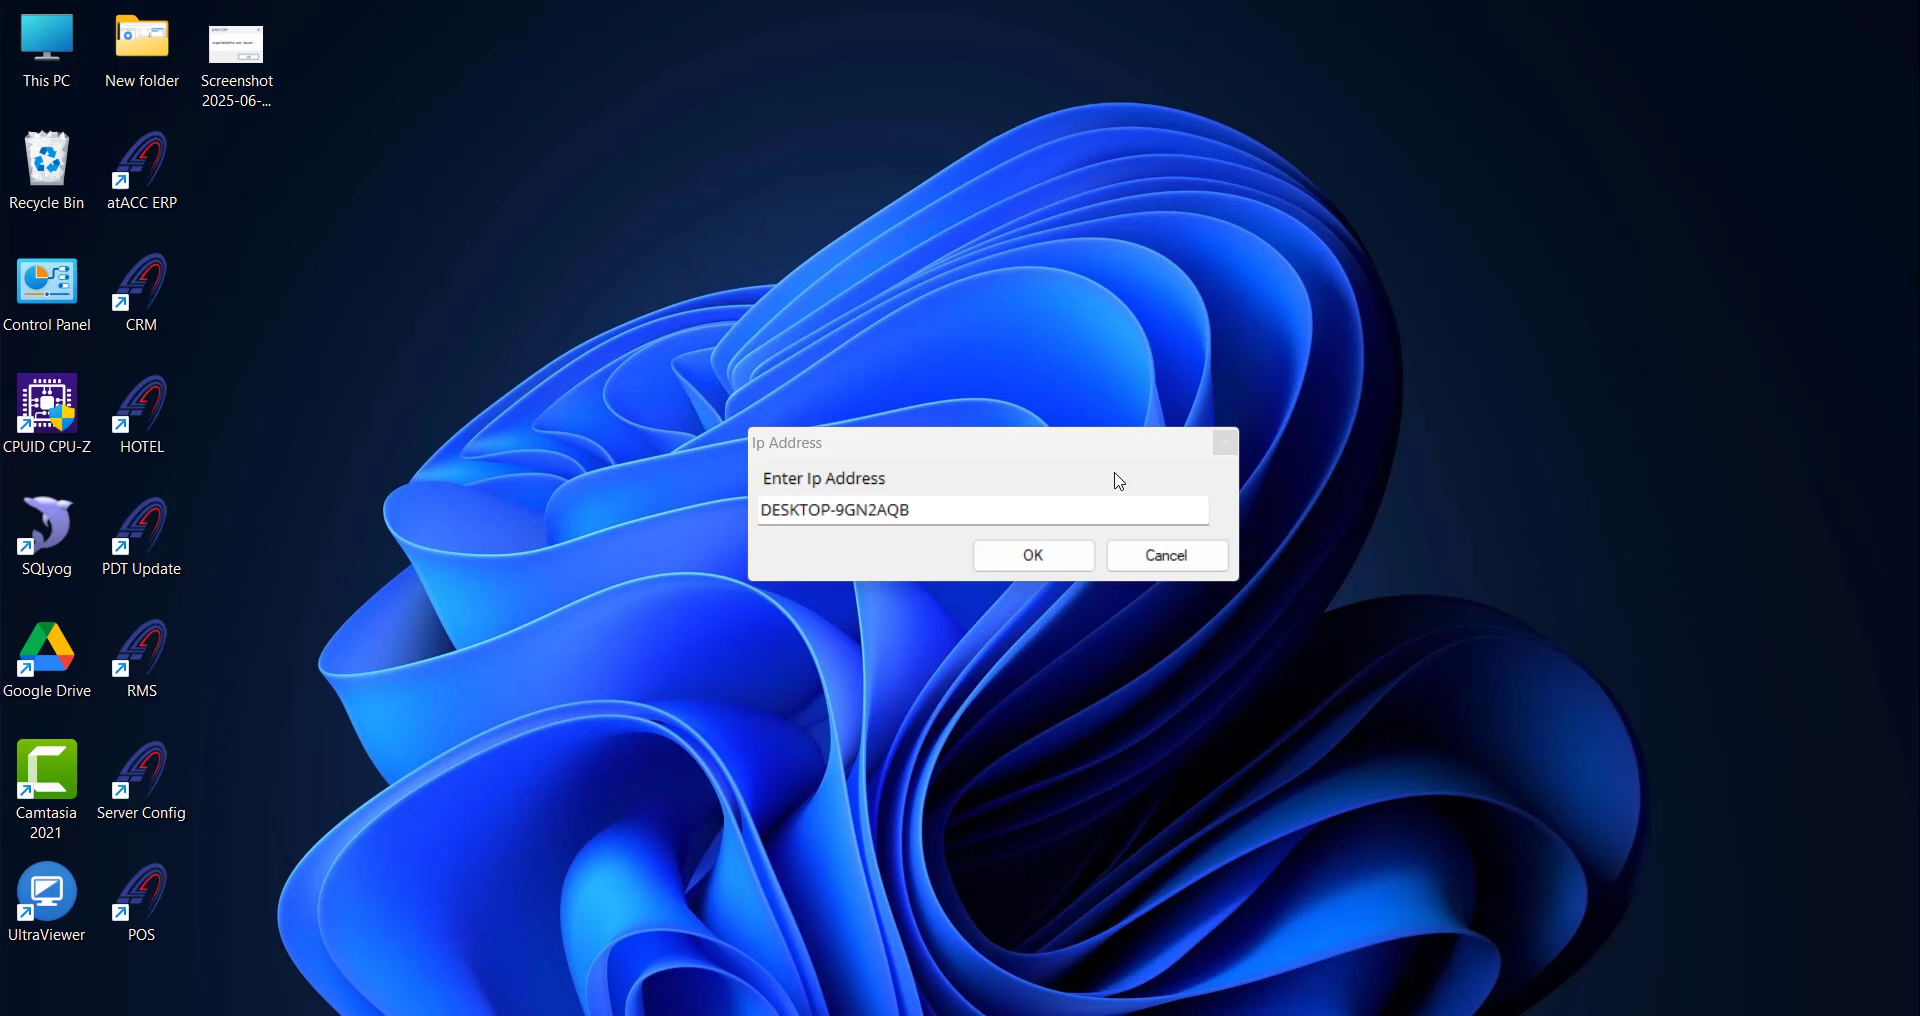 This PC
New folder
Screenshot
2025-06-...
Recycle Bin
atACC ERP
Control Panel
CRM
CPUID CPU-Z
HOTEL
SQLyog
PDT Update
Google Drive
RMS
Camtasia
2021
Server Config
UltraViewer
POS
Ip Address
Enter Ip Address
DESKTOP-9GN2AQB
OK
Cancel